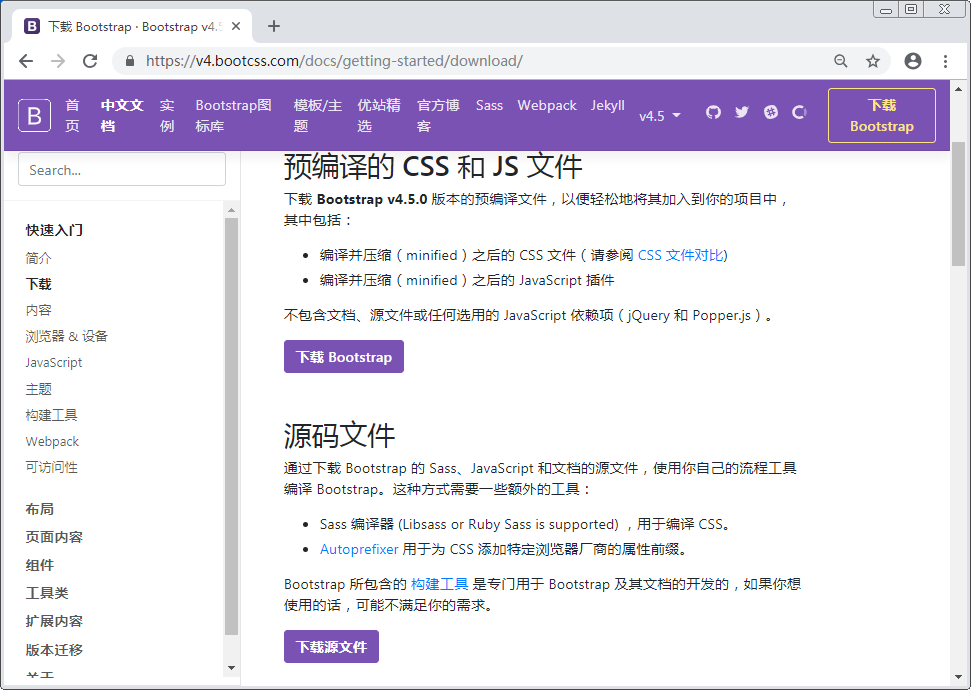 B 下载 Bootstrap · Bootstrap v4.5
https://v4.bootcss.com/docs/getting-started/download/
B
首页
中文文档
实例
Bootstrap图标库
模板/主题
优站精选
官方博客
Sass
Webpack
Jekyll
v4.5
下载
Bootstrap
Search...
快速入门
简介
下载
内容
浏览器 & 设备
JavaScript
主题
构建工具
Webpack
可访问性
布局
页面内容
组件
工具类
扩展内容
版本迁移
关于
预编译的 CSS 和 JS 文件
下载 Bootstrap v4.5.0 版本的预编译文件，以便轻松地将其加入到你的项目中，
其中包括：
编译并压缩（minified）之后的 CSS 文件（请参阅 CSS 文件对比)
编译并压缩（minified）之后的 JavaScript 插件
不包含文档、源文件或任何选用的 JavaScript 依赖项（jQuery 和 Popper.js）。
下载 Bootstrap
源码文件
通过下载 Bootstrap 的 Sass、JavaScript 和文档的源文件，使用你自己的流程工具
编译 Bootstrap。这种方式需要一些额外的工具：
Sass 编译器 (Libsass or Ruby Sass is supported) ，用于编译 CSS。
Autoprefixer 用于为 CSS 添加特定浏览器厂商的属性前缀。
Bootstrap 所包含的 构建工具 是专门用于 Bootstrap 及其文档的开发的，如果你想
使用的话，可能不满足你的需求。
下载源文件